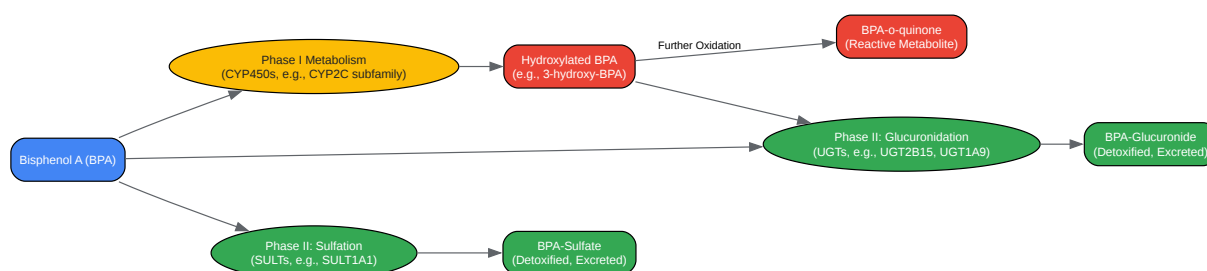 Bisphenol A (BPA)
Phase I Metabolism
(CYP450s, e.g., CYP2C subfamily)
Hydroxylated BPA
(e.g., 3-hydroxy-BPA)
Further Oxidation
BPA-o-quinone
(Reactive Metabolite)
Phase II: Glucuronidation
(UGTs, e.g., UGT2B15, UGT1A9)
BPA-Glucuronide
(Detoxified, Excreted)
Phase II: Sulfation
(SULTs, e.g., SULT1A1)
BPA-Sulfate
(Detoxified, Excreted)